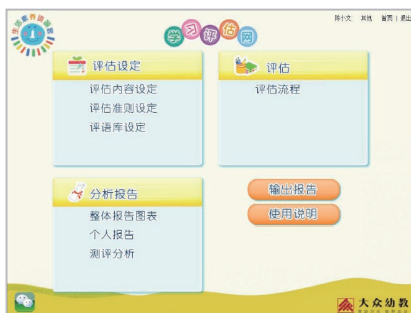 陈小文 其他 首页 | 退出
学习评估网
评估设定
评估内容设定
评估准则设定
评语库设定
评估
评估流程
分析报告
整体报告图表
个人报告
测评分析
输出报告
使用说明
大众幼教